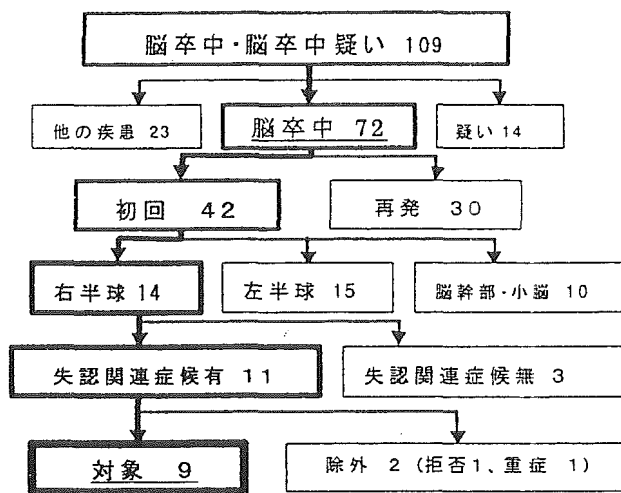 脳卒中・脳卒中疑い 109
他の疾患 23
脳卒中 72
疑い 14
初回 42
再発 30
右半球 14
左半球 15
脳幹部・小脳 10
失認関連症候有 11
失認関連症候無 3
対象 9
除外 2 (拒否1、重症 1)